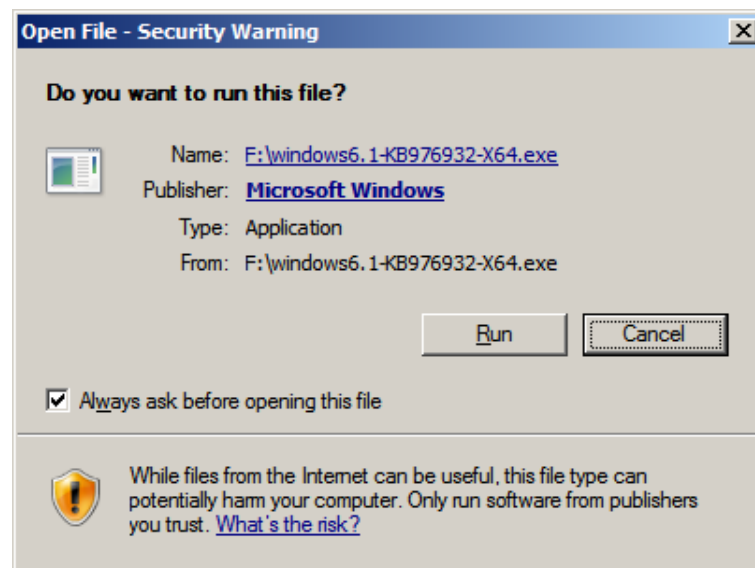 Open File - Security Warning
Do you want to run this file?
Name: F:\windows6.1-KB976932-X64.exe
Publisher: Microsoft Windows
Type: Application
From: F:\windows6.1-KB976932-X64.exe
Run Cancel
Always ask before opening this file
While files from the Internet can be useful, this file type can
potentially harm your computer. Only run software from publishers
you trust. What's the risk?